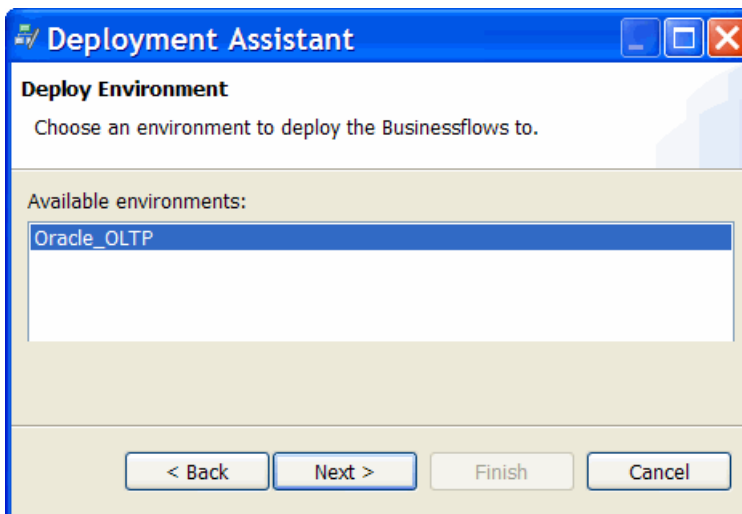 Deployment Assistant
Deploy Environment
Choose an environment to deploy the Businessflows to.
Available environments:
Oracle_OLTP
< Back Next > Finish Cancel